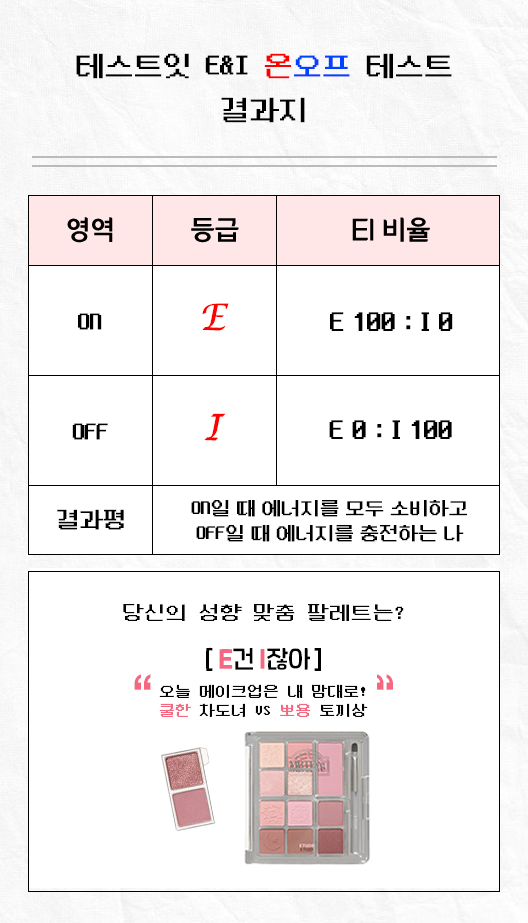 테스트잇 E&I 온오프 테스트
결과지
영역 등급 EI 비율
ON E E 100 : I 0
OFF I E 0 : I 100
결과평 ON일 때 에너지를 모두 소비하고
OFF일 때 에너지를 충전하는 나
당신의 성향 맞춤 팔레트는?
[ E건 I잖아 ]
“ 오늘 메이크업은 내 맘대로! ”
쿨한 차도녀 VS 뽀용 토끼상
ETUDE